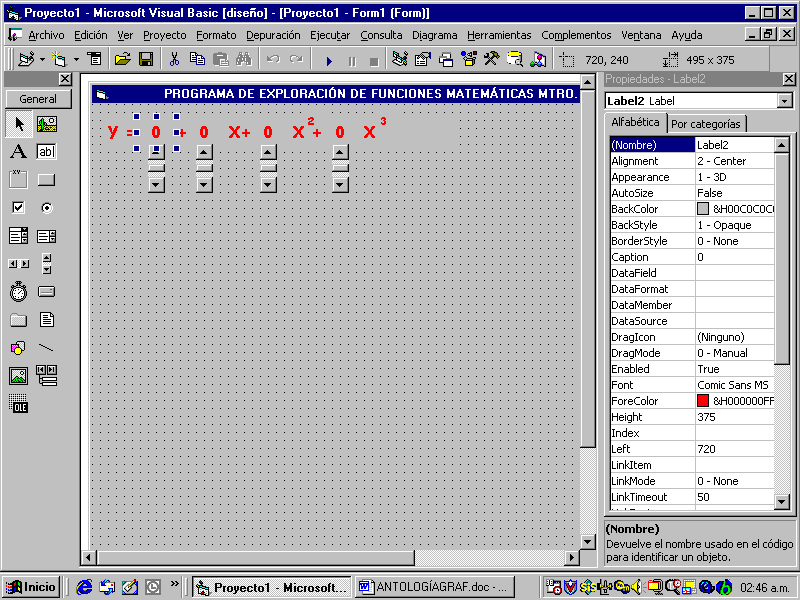 Proyecto1 - Microsoft Visual Basic [diseño] - [Proyecto1 - Form1 (Form)]
Archivo Edición Ver Proyecto Formato Depuración Ejecutar Consulta Diagrama Herramientas Complementos Ventana Ayuda
720, 240 495 x 375
General
A ab|
xv
OLE
PROGRAMA DE EXPLORACIÓN DE FUNCIONES MATEMÁTICAS MTRO.
y = 0 + 0 X+ 0 X2+ 0 X3
Propiedades - Label2
Label2 Label
Alfabética Por categorías
(Nombre) Label2
Alignment 2 - Center
Appearance 1 - 3D
AutoSize False
BackColor &H00C0C0C0
BackStyle 1 - Opaque
BorderStyle 0 - None
Caption 0
DataField
DataFormat
DataMember
DataSource
DragIcon (Ninguno)
DragMode 0 - Manual
Enabled True
Font Comic Sans MS
ForeColor &H000000FF
Height 375
Index
Left 720
LinkItem
LinkMode 0 - None
LinkTimeout 50
(Nombre)
Devuelve el nombre usado en el código
para identificar un objeto.
Inicio » Proyecto1 - Microsoft... ANTOLOGÍAGRAF.doc - ... 02:46 a.m.